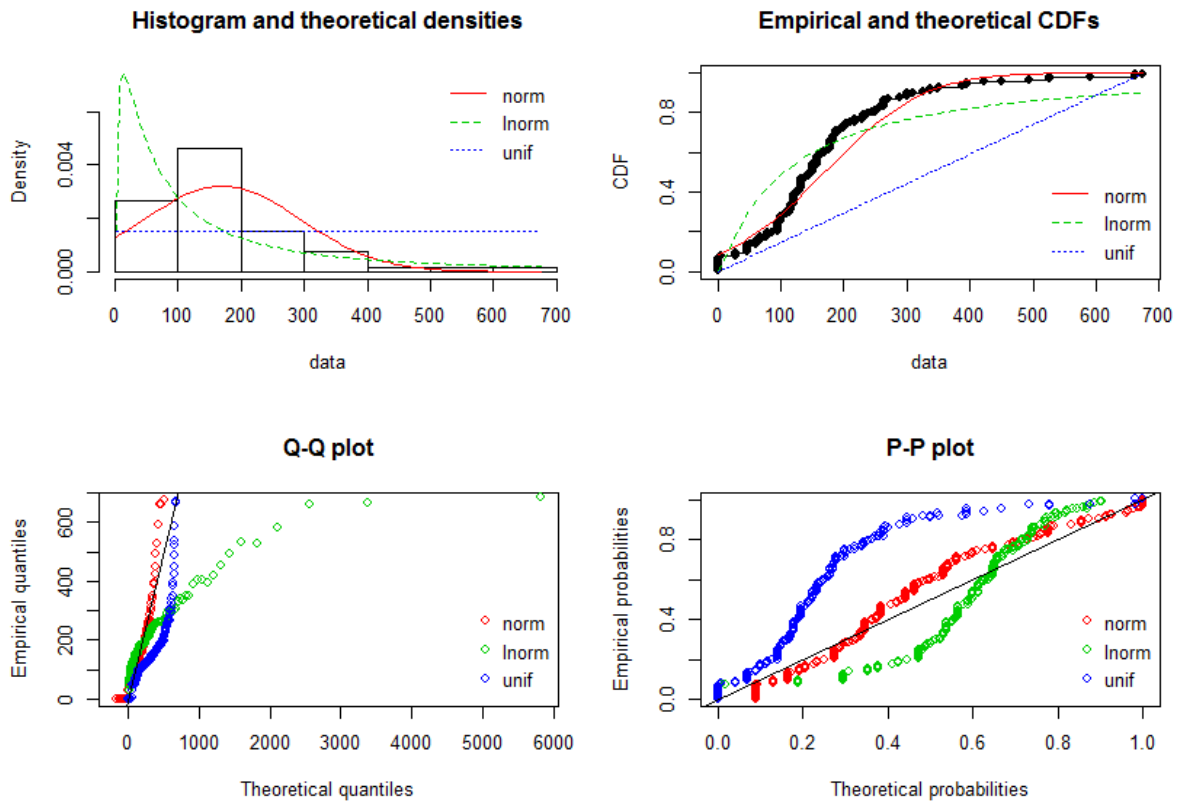 Histogram and theoretical densities
Density
0.000
0.004
norm
lnorm
unif
0 100 200 300 400 500 600 700
data
Empirical and theoretical CDFs
CDF
0.0
0.4
0.8
norm
lnorm
unif
0 100 200 300 400 500 600 700
data
Q-Q plot
Empirical quantiles
0
200
400
600
norm
lnorm
unif
0 1000 2000 3000 4000 5000 6000
Theoretical quantiles
P-P plot
Empirical probabilities
0.0
0.4
0.8
norm
lnorm
unif
0.0 0.2 0.4 0.6 0.8 1.0
Theoretical probabilities